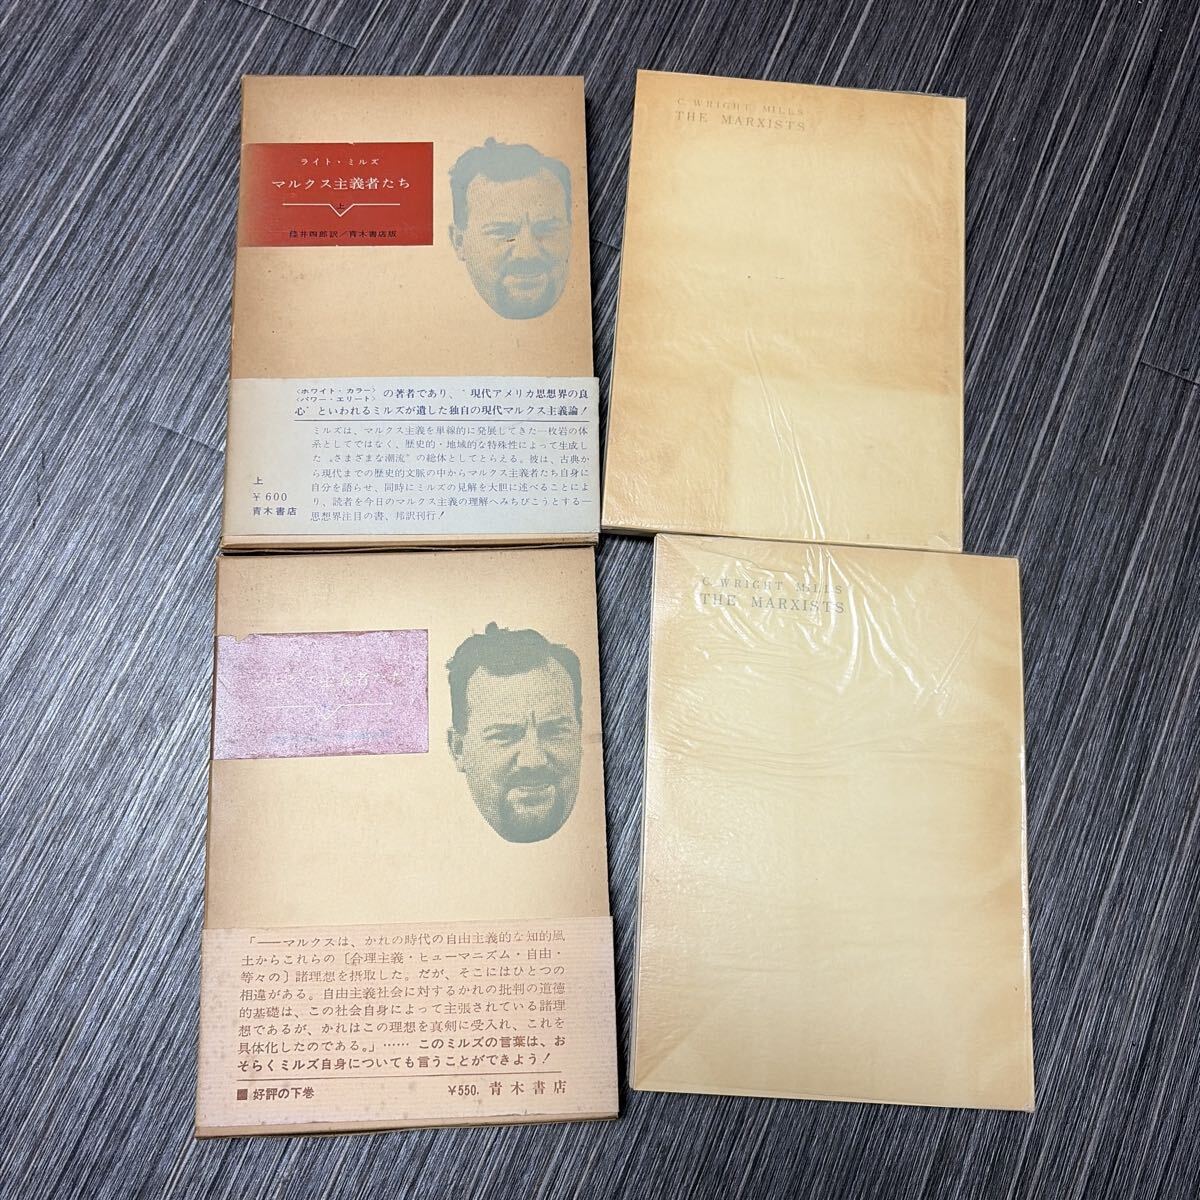 ライト・ミルズ
マルクス主義者たち
上
陸井四郎訳／青木書店版
〈ホワイト・カラー〉
〈パワー・エリート〉の著者であり、“現代アメリカ思想界の良
心”といわれるミルズが遺した独自の現代マルクス主義論！
ミルズは、マルクス主義を単線的に発展してきた一枚岩の体
系としてではなく、歴史的・地域的な特殊性によって生成し
た“さまざまな潮流”の総体としてとらえる。彼は、古典か
ら現代までの歴史的文脈の中からマルクス主義者たち自身に
自分を語らせ、同時にミルズの見解を大胆に述べることによ
り、読者を今日のマルクス主義の理解へみちびこうとする—
思想界注目の書、邦訳刊行！
上
￥600
青木書店
C. WRIGHT MILLS
THE MARXISTS
マルクス主義者たち
「——マルクスは、かれの時代の自由主義的な知的風
土からこれらの〔合理主義・ヒューマニズム・自由・
等々の〕諸理想を摂取した。だが、そこにはひとつの
相違がある。自由主義社会に対するかれの批判の道徳
的基礎は、この社会自身によって主張されている諸理
想であるが、かれはこの理想を真剣に受入れ、これを
具体化したのである。」…… このミルズの言葉は、お
そらくミルズ自身についても言うことができよう！
■ 好評の下巻
￥550. 青木書店
C. WRIGHT MILLS
THE MARXISTS